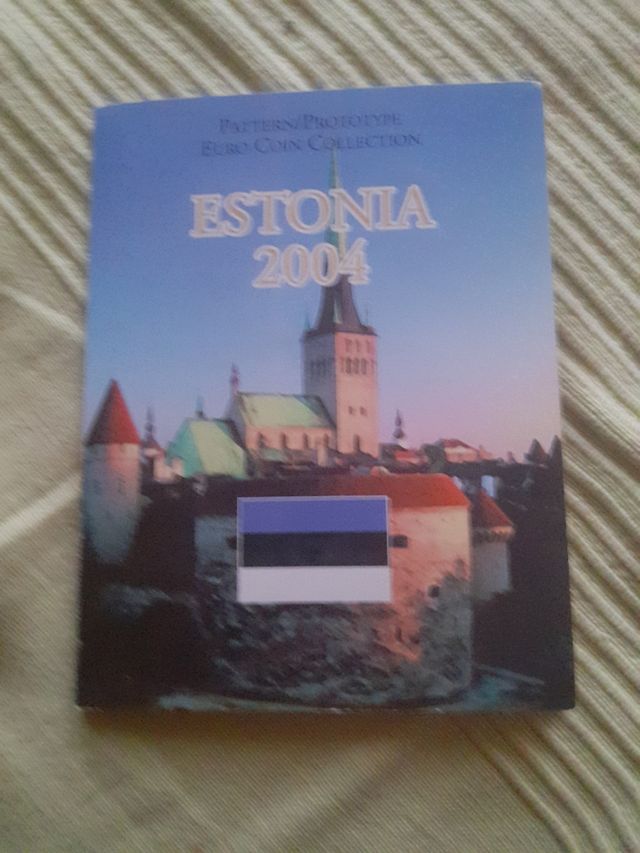 PATTERN/PROTOTYPE
EURO COIN COLLECTION
ESTONIA
2004